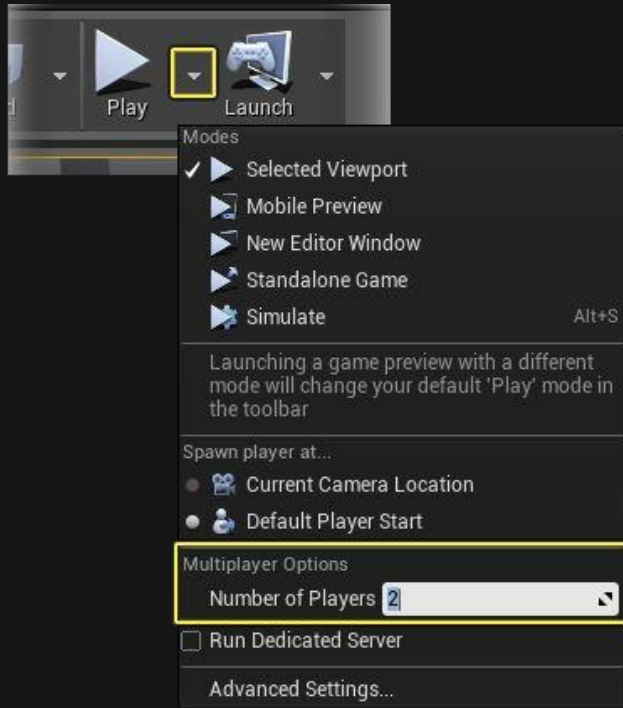 d
Play
Launch
Modes
Selected Viewport
Mobile Preview
New Editor Window
Standalone Game
Simulate Alt+S
Launching a game preview with a different
mode will change your default 'Play' mode in
the toolbar
Spawn player at...
Current Camera Location
Default Player Start
Multiplayer Options
Number of Players 2
Run Dedicated Server
Advanced Settings...